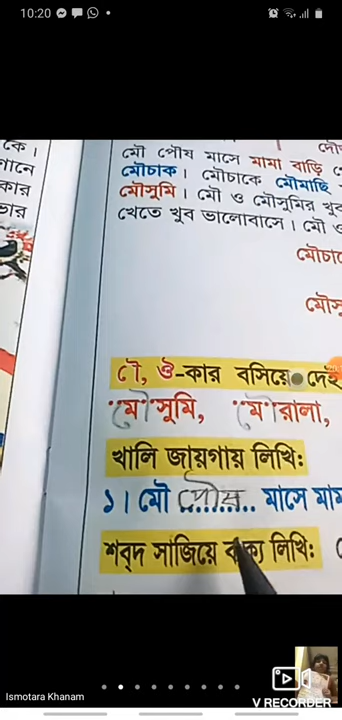 10:20
কে।
মৌ পৌষ মাসে মামা বাড়ি
মৌচাক। মৌচাকে মৌমাছি
কার
মৌসুমি। মৌ ও মৌসুমির খুব
খেতে খুব ভালোবাসে। মৌ ও
মৌচাকে
মৌসু
ৌ, ঔ-কার বসিয়ে দেই
মৌসুমি, মৌরালা,
খালি জায়গায় লিখি:
১। মৌ পৌষ মাসে মাম
শব্দ সাজিয়ে বাক্য লিখি:
Ismotara Khanam
V RECORDER